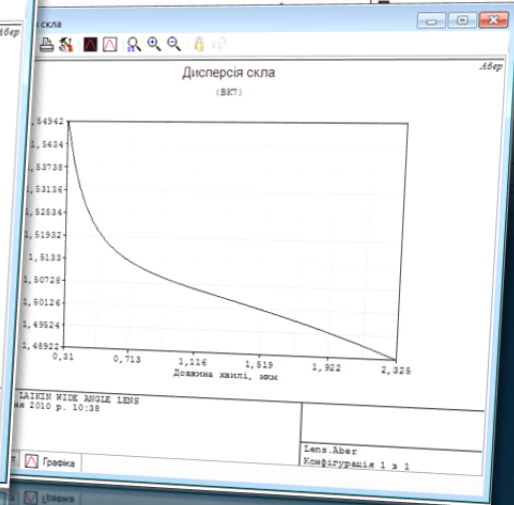 скла
Абер
Дисперсія скла
Абер
(BK7)
1,54942
1,5434
1,53738
1,53136
1,52534
1,51932
1,5133
1,50728
1,50126
1,49524
1,48922
0,31 0,713 1,116 1,519 1,922 2,325
Довжина хвилі, мкм
LAIKIN WIDE ANGLE LENS
ня 2010 р. 10:38
Lens.Aber
Конфігурація 1 з 1
Графіка